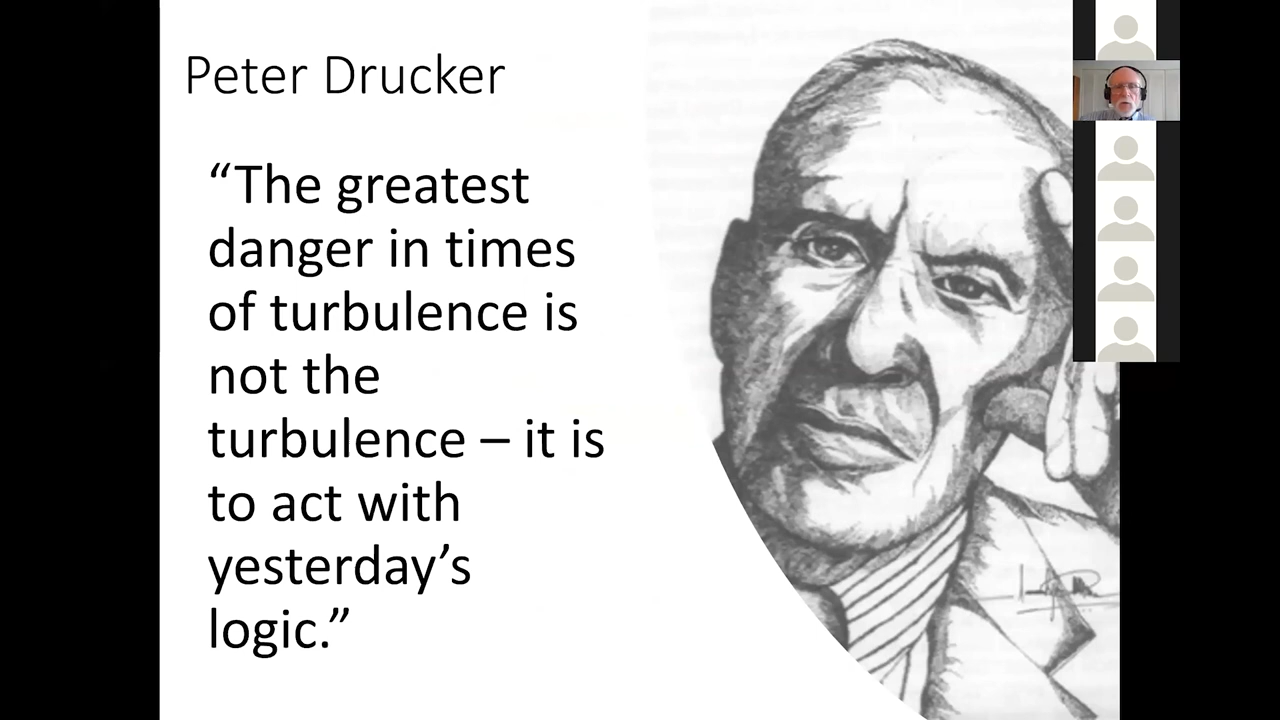 Peter Drucker
“The greatest
danger in times
of turbulence is
not the
turbulence – it is
to act with
yesterday’s
logic.”